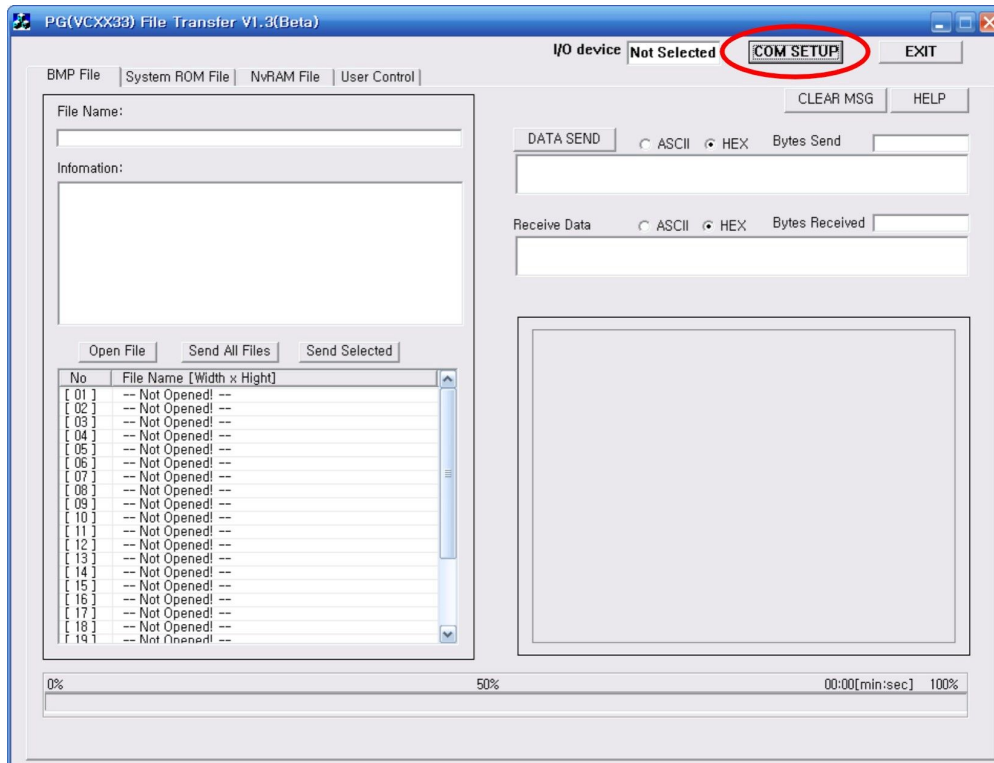 PG(VCXX33) File Transfer V1.3(Beta)
I/O device Not Selected COM SETUP EXIT
BMP File System ROM File NvRAM File User Control
CLEAR MSG HELP
File Name:
DATA SEND ASCII HEX Bytes Send
Infomation:
Receive Data ASCII HEX Bytes Received
Open File Send All Files Send Selected
No File Name [Width x Hight]
[ 01 ] -- Not Opened! --
[ 02 ] -- Not Opened! --
[ 03 ] -- Not Opened! --
[ 04 ] -- Not Opened! --
[ 05 ] -- Not Opened! --
[ 06 ] -- Not Opened! --
[ 07 ] -- Not Opened! --
[ 08 ] -- Not Opened! --
[ 09 ] -- Not Opened! --
[ 10 ] -- Not Opened! --
[ 11 ] -- Not Opened! --
[ 12 ] -- Not Opened! --
[ 13 ] -- Not Opened! --
[ 14 ] -- Not Opened! --
[ 15 ] -- Not Opened! --
[ 16 ] -- Not Opened! --
[ 17 ] -- Not Opened! --
[ 18 ] -- Not Opened! --
[ 19 ] -- Not Opened! --
0% 50% 00:00[min:sec] 100%